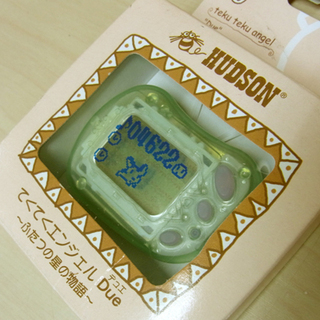 teku teku angel
"Due"
HUDSON®
てくてくエンジェル Due
デュエ
〜ふたつの星の物語〜